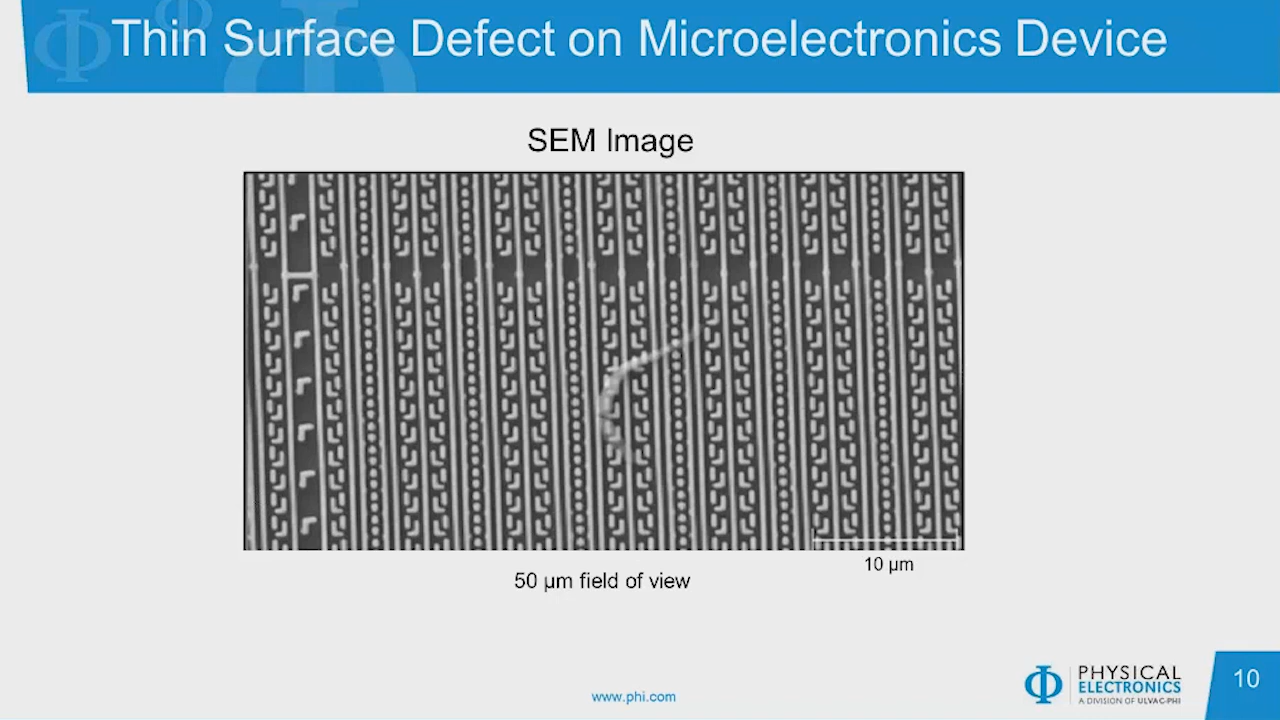 Thin Surface Defect on Microelectronics Device
SEM Image
10 µm
50 µm field of view
www.phi.com
PHYSICAL
ELECTRONICS
A DIVISION OF ULVAC-PHI
10